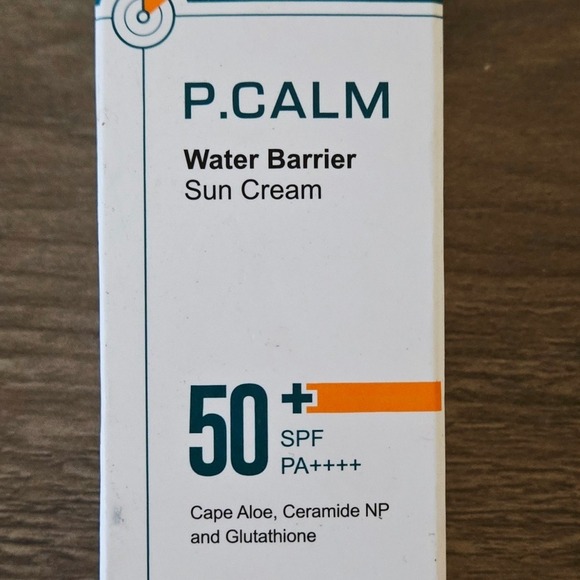 P.CALM
Water Barrier
Sun Cream
50+
SPF
PA++++
Cape Aloe, Ceramide NP
and Glutathione